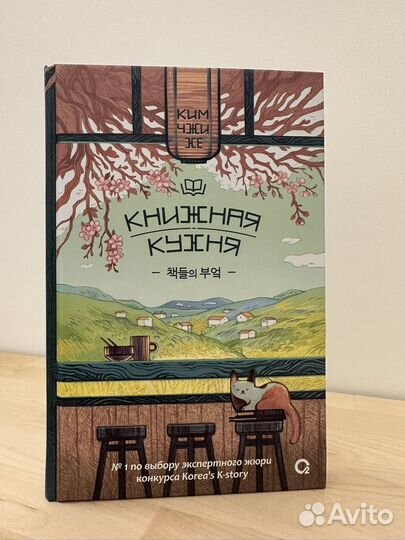 КИМ
ЧЖИ
ХЕ
КНИЖНАЯ
КУХНЯ
– 책들의 부엌 –
№ 1 по выбору экспертного жюри
конкурса Korea's K-story
O2
Avito